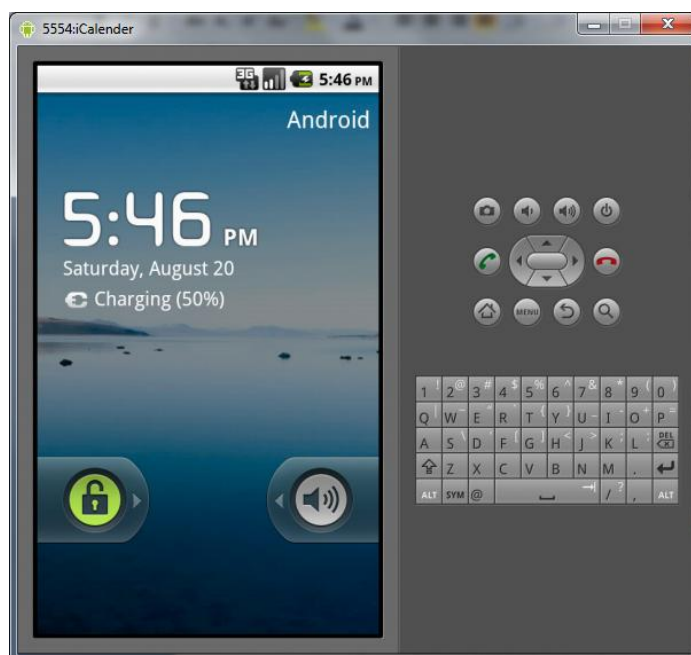 5554:iCalender
3G 5:46 PM
Android
5:46 PM
Saturday, August 20
Charging (50%)
MENU
1 ! 2 @ 3 # 4 $ 5 % 6 ^ 7 & 8 * 9 ( 0 )
Q | W ~ E " R ` T { Y } U _ I - O + P =
A S \ D ' F [ G ] H < J > K ; L : DEL
Z X C V B N M .
ALT SYM @ / ? , ALT